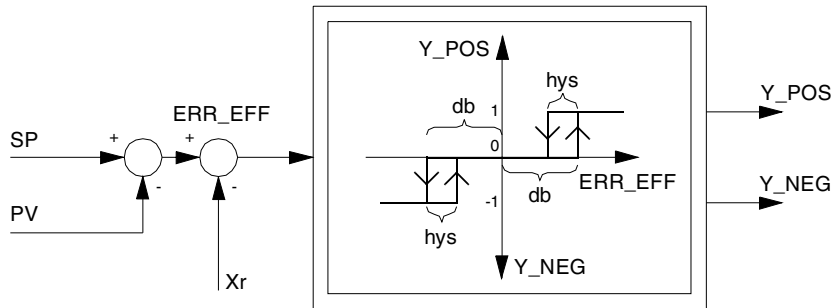 Y_POS
hys
Y_POS
ERR_EFF
db
1
SP
+
+
0
-
-
ERR_EFF
Y_NEG
PV
-1
db
hys
Y_NEG
Xr